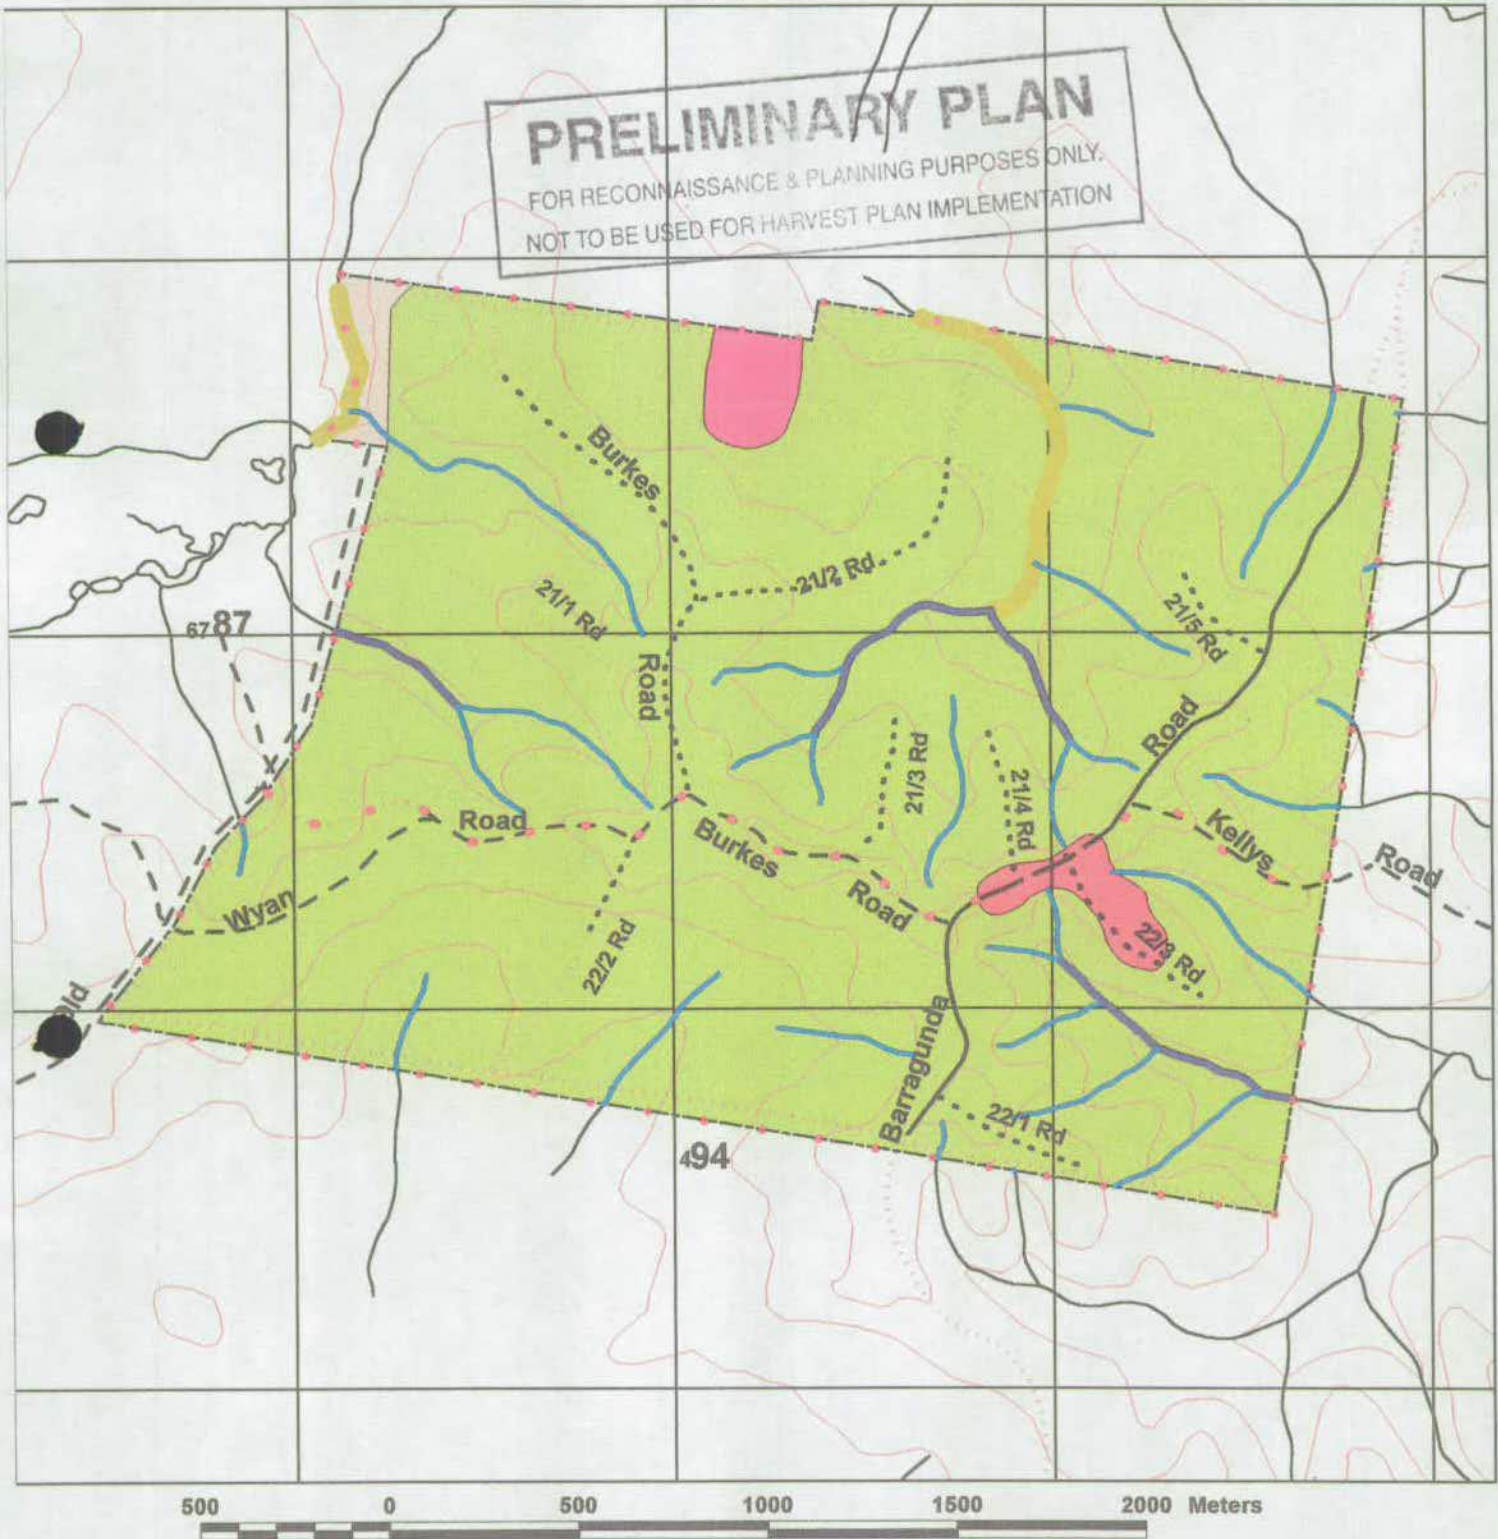 PRELIMINARY PLAN
FOR RECONNAISSANCE & PLANNING PURPOSES ONLY.
NOT TO BE USED FOR HARVEST PLAN IMPLEMENTATION
Burkes
21/2 Rd
21/1 Rd
21/5 Rd
6787
Road
Road
21/3 Rd
21/4 Rd
Road
Burkes
Kellys
Road
Road
Wyan
22/2 Rd
22/3 Rd
Old
Barragunda
22/1 Rd
494
500 0 500 1000 1500 2000 Meters